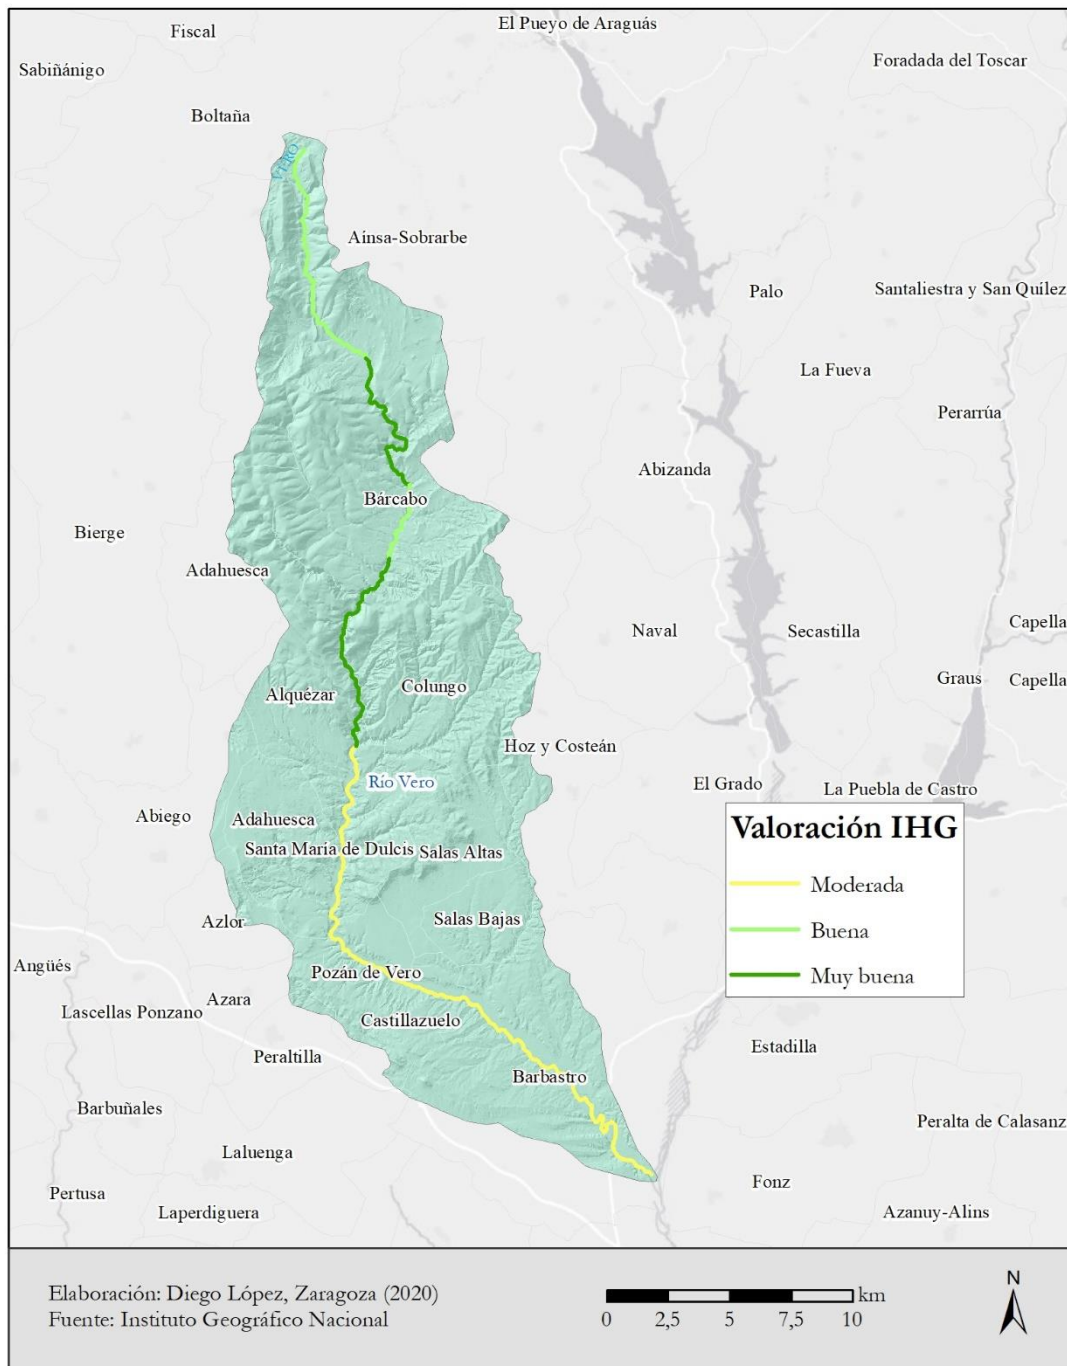 El Pueyo de Araguás
Fiscal
Foradada del Toscar
Sabiñánigo
Boltaña
VERO
Aínsa-Sobrarbe
Palo
Santaliestra y San Quílez
La Fueva
Perarrúa
Abizanda
Bárcabo
Bierge
Adahuesca
Naval
Secastilla
Capella
Graus
Capella
Alquézar
Colungo
Hoz y Costeán
Río Vero
El Grado
La Puebla de Castro
Abiego
Adahuesca
Santa María de Dulcis
Salas Altas
Valoración IHG
Moderada
Buena
Muy buena
Azlor
Salas Bajas
Angüés
Pozán de Vero
Lascellas Ponzano
Azara
Castillazuelo
Peraltilla
Estadilla
Barbastro
Barbuñales
Peralta de Calasanz
Laluenga
Pertusa
Laperdiguera
Fonz
Azanuy-Alins
Elaboración: Diego López, Zaragoza (2020)
Fuente: Instituto Geográfico Nacional
km
0 2,5 5 7,5 10
N